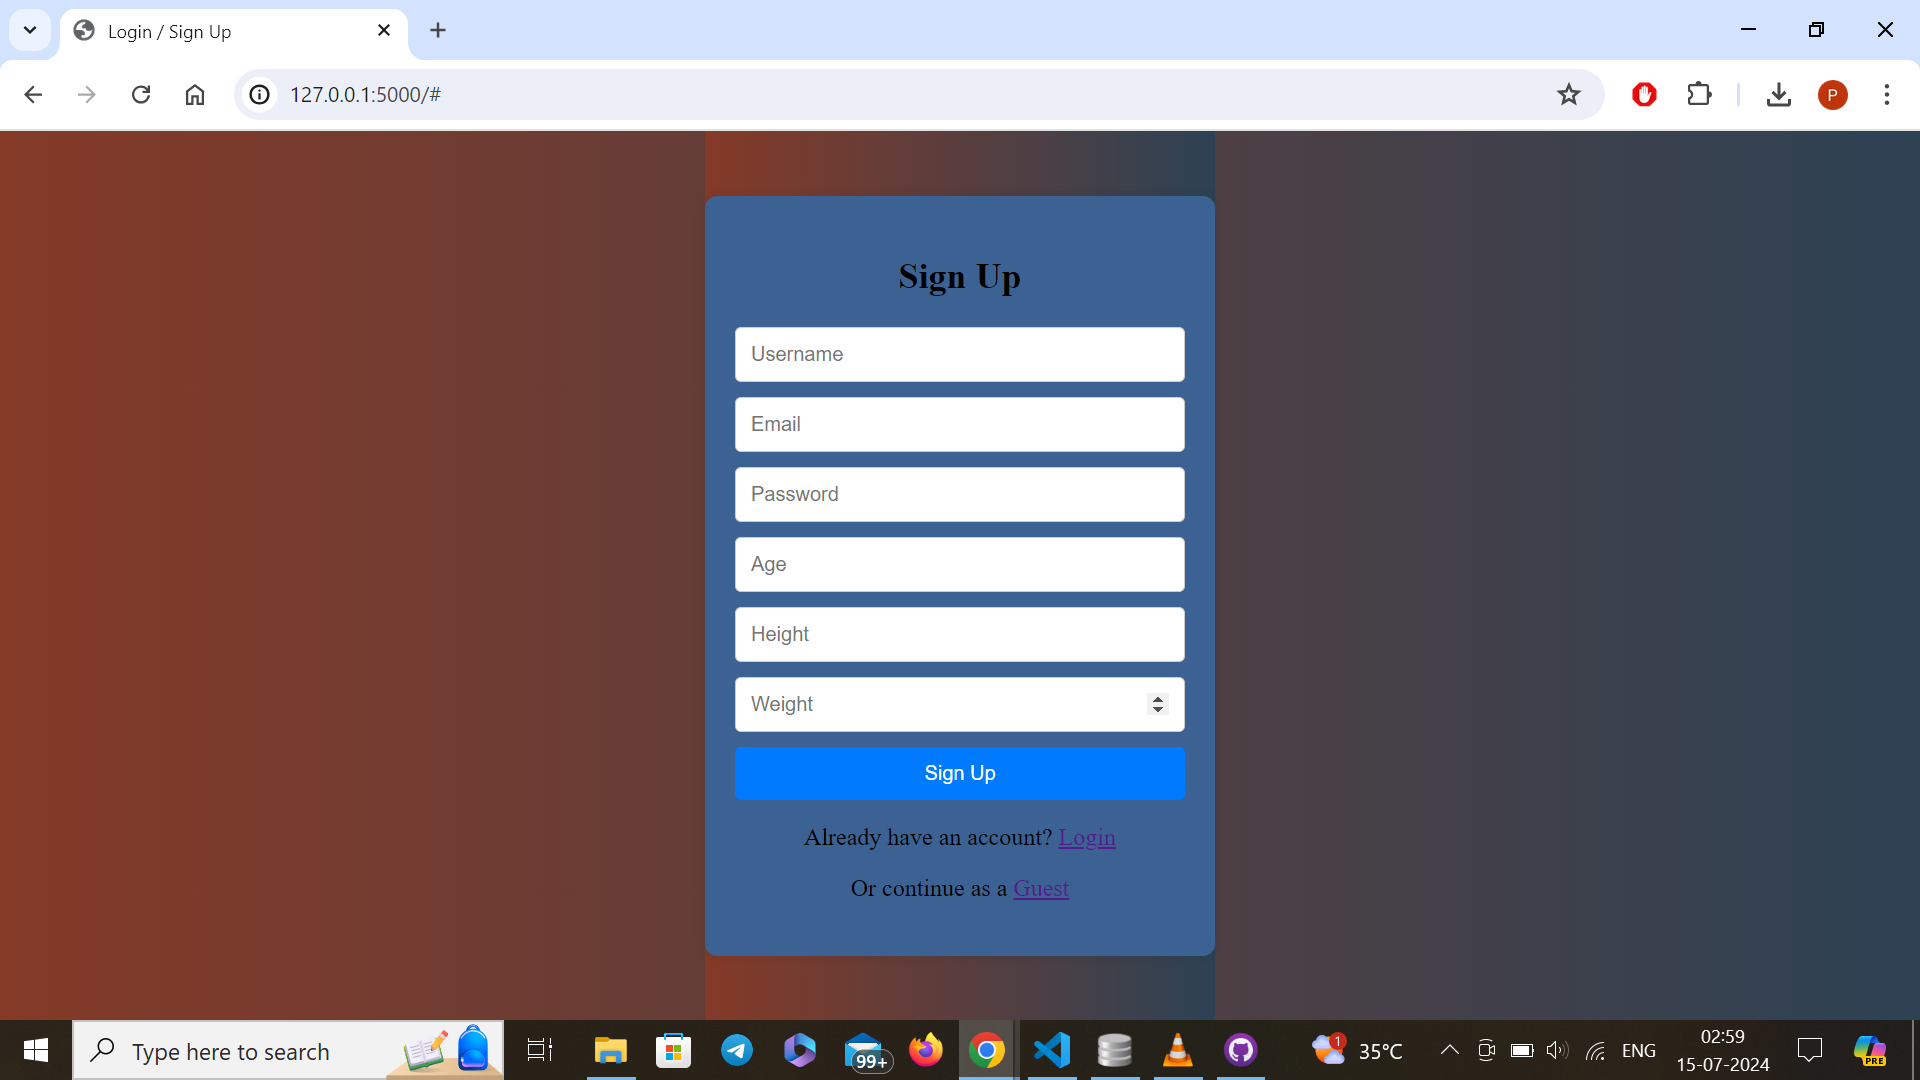 Login / Sign Up
127.0.0.1:5000/#
P
Sign Up
Username
Email
Password
Age
Height
Weight
Sign Up
Already have an account? Login
Or continue as a Guest
Type here to search
99+
1
35°C
ENG
02:59
15-07-2024
PRE